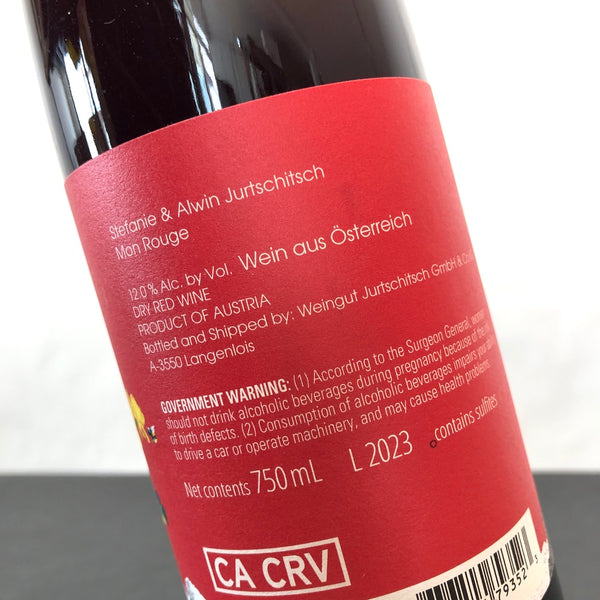 Stefanie & Alwin Jurtschitsch
Mon Rouge
12.0 % Alc. by Vol. Wein aus Österreich
DRY RED WINE
PRODUCT OF AUSTRIA
Bottled and Shipped by: Weingut Jurtschitsch GmbH &
A-3550 Langenlois
GOVERNMENT WARNING: (1) According to the Surgeon General, women
should not drink alcoholic beverages during pregnancy because of the
of birth defects. (2) Consumption of alcoholic beverages impairs your
to drive a car or operate machinery, and may cause health problems.
Net contents 750 mL L 2023 contains sulfites
CA CRV
79352